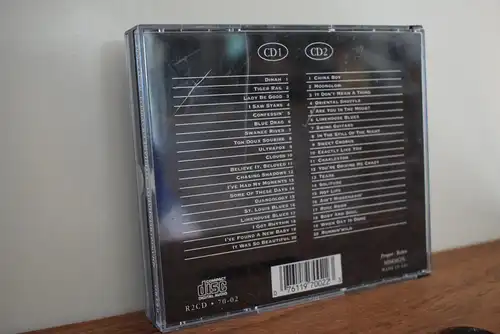 CD1
DINAH 1
TIGER RAG 2
LADY BE GOOD 3
I SAW STARS 4
CONFESSIN' 5
BLUE DRAG 6
SWANEE RIVER 7
TON DOUX SOURIRE 8
ULTRAFOX 9
CLOUDS 10
BELIEVE IT, BELOVED 11
CHASING SHADOWS 12
I'VE HAD MY MOMENTS 13
SOME OF THESE DAYS 14
DJANGOLOGY 15
ST. LOUIS BLUES 16
LIMEHOUSE BLUES 17
I GOT RHYTHM 18
I'VE FOUND A NEW BABY 19
IT WAS SO BEAUTIFUL 20
CD2
1 CHINA BOY
2 MOONGLOW
3 IT DON'T MEAN A THING
4 ORIENTAL SHUFFLE
5 ARE YOU IN THE MOOD?
6 LIMEHOUSE BLUES
7 SWING GUITARS
8 IN THE STILL OF THE NIGHT
9 SWEET CHORUS
10 EXACTLY LIKE YOU
11 CHARLESTON
12 YOU'RE DRIVING ME CRAZY
13 TEARS
14 SOLITUDE
15 HOT LIPS
16 AIN'T MISBEHAVIN'
17 ROSE ROOM
18 BODY AND SOUL
19 WHEN DAY IS DONE
20 RUNNIN' WILD
COMPACT
disc
DIGITAL AUDIO
R2CD • 70-02
0 76119 70022 3
MADE IN